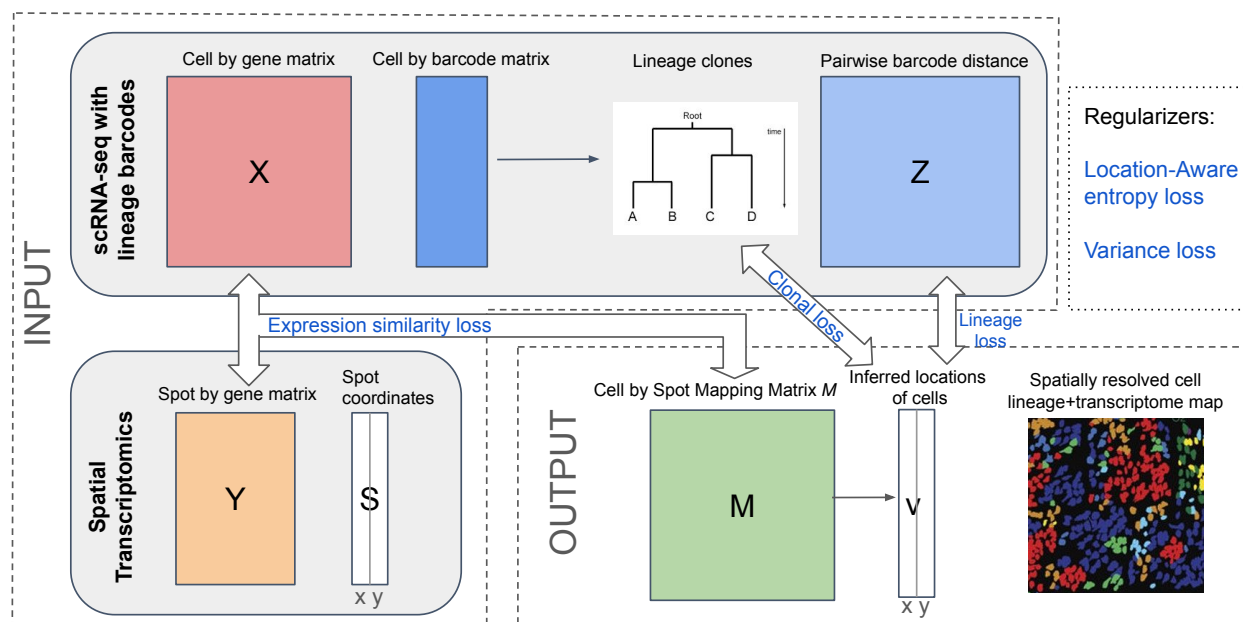 INPUT
scRNA-seq with
lineage barcodes
Cell by gene matrix
X
Cell by barcode matrix
Lineage clones
Root
time
A B C D
Pairwise barcode distance
Z
Regularizers:
Location-Aware
entropy loss
Variance loss
Expression similarity loss
Clonal loss
Lineage
loss
Spatial
Transcriptomics
Spot by gene matrix
Y
Spot
coordinates
S
x y
OUTPUT
Cell by Spot Mapping Matrix M
M
Inferred locations
of cells
v
x y
Spatially resolved cell
lineage+transcriptome map